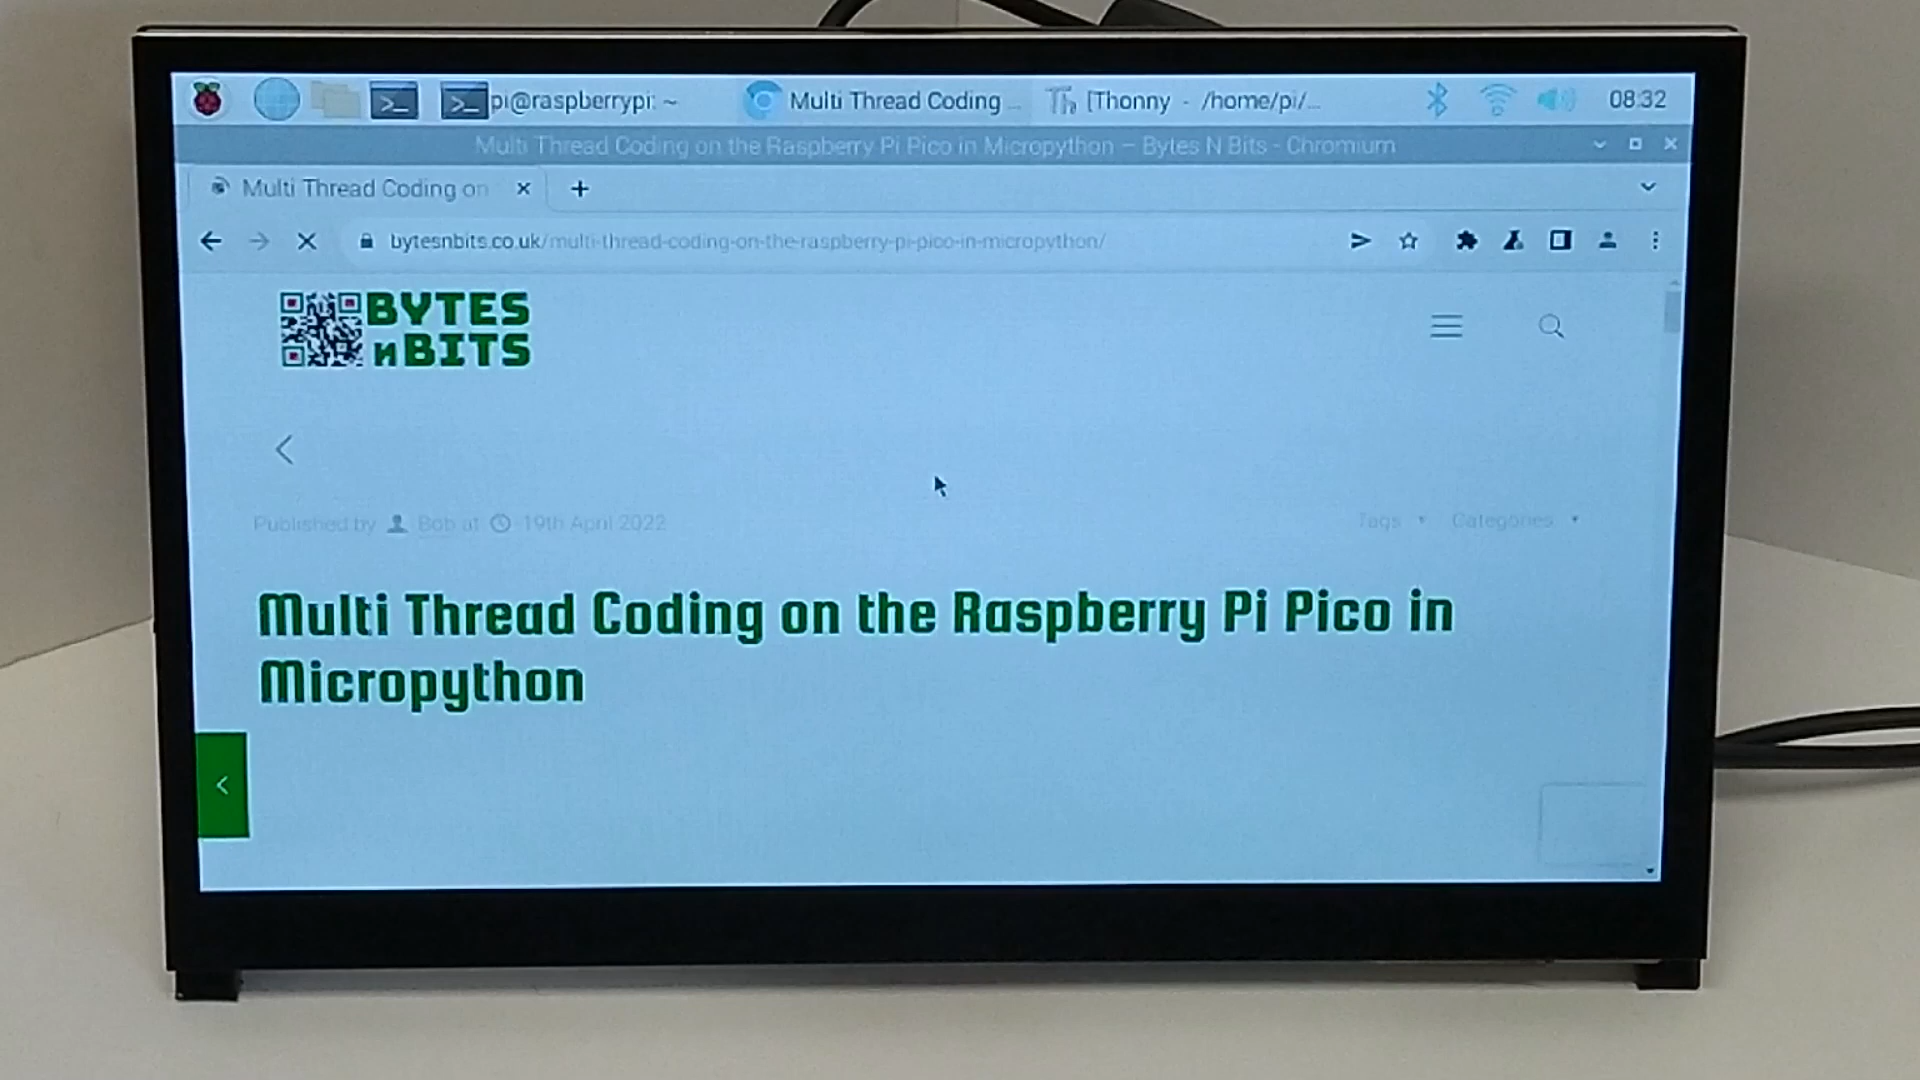 pi@raspberrypi: ~
Multi Thread Coding ...
[Thonny - /home/pi/...
08:32
Multi Thread Coding on the Raspberry Pi Pico in Micropython – Bytes N Bits - Chromium
Multi Thread Coding on
bytesnbits.co.uk/multi-thread-coding-on-the-raspberry-pi-pico-in-micropython/
BYTES
nBITS
Published by Bob at 19th April 2022
Tags
Categories
Multi Thread Coding on the Raspberry Pi Pico in
Micropython